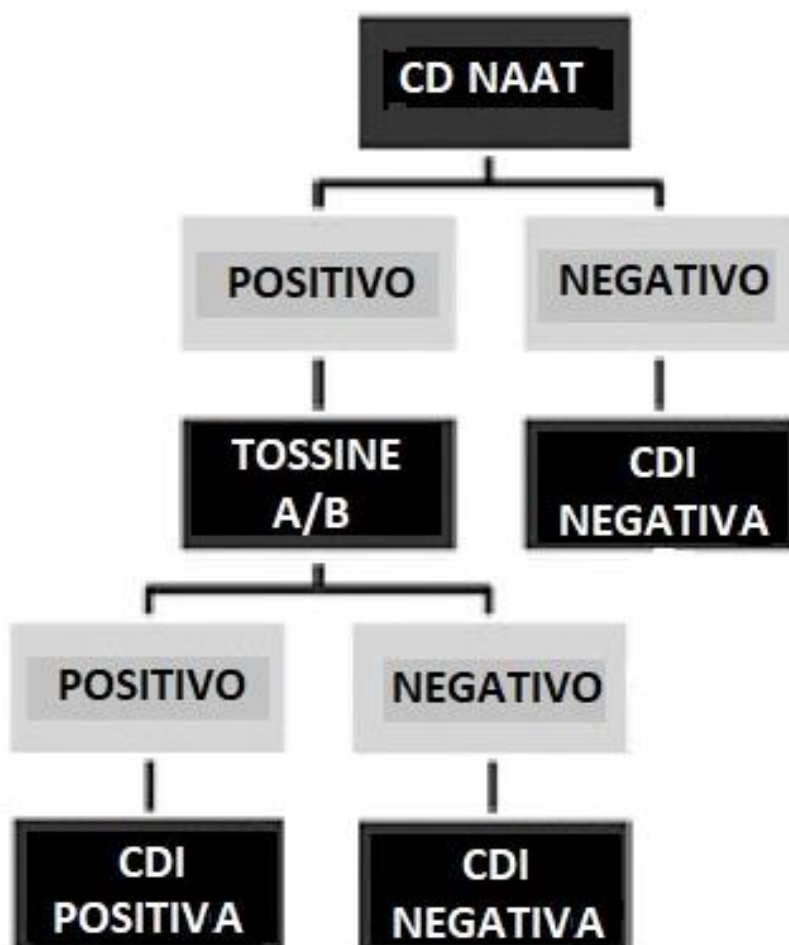 CD NAAT
POSITIVO
NEGATIVO
TOSSINE
A/B
CDI
NEGATIVA
POSITIVO
NEGATIVO
CDI
POSITIVA
CDI
NEGATIVA